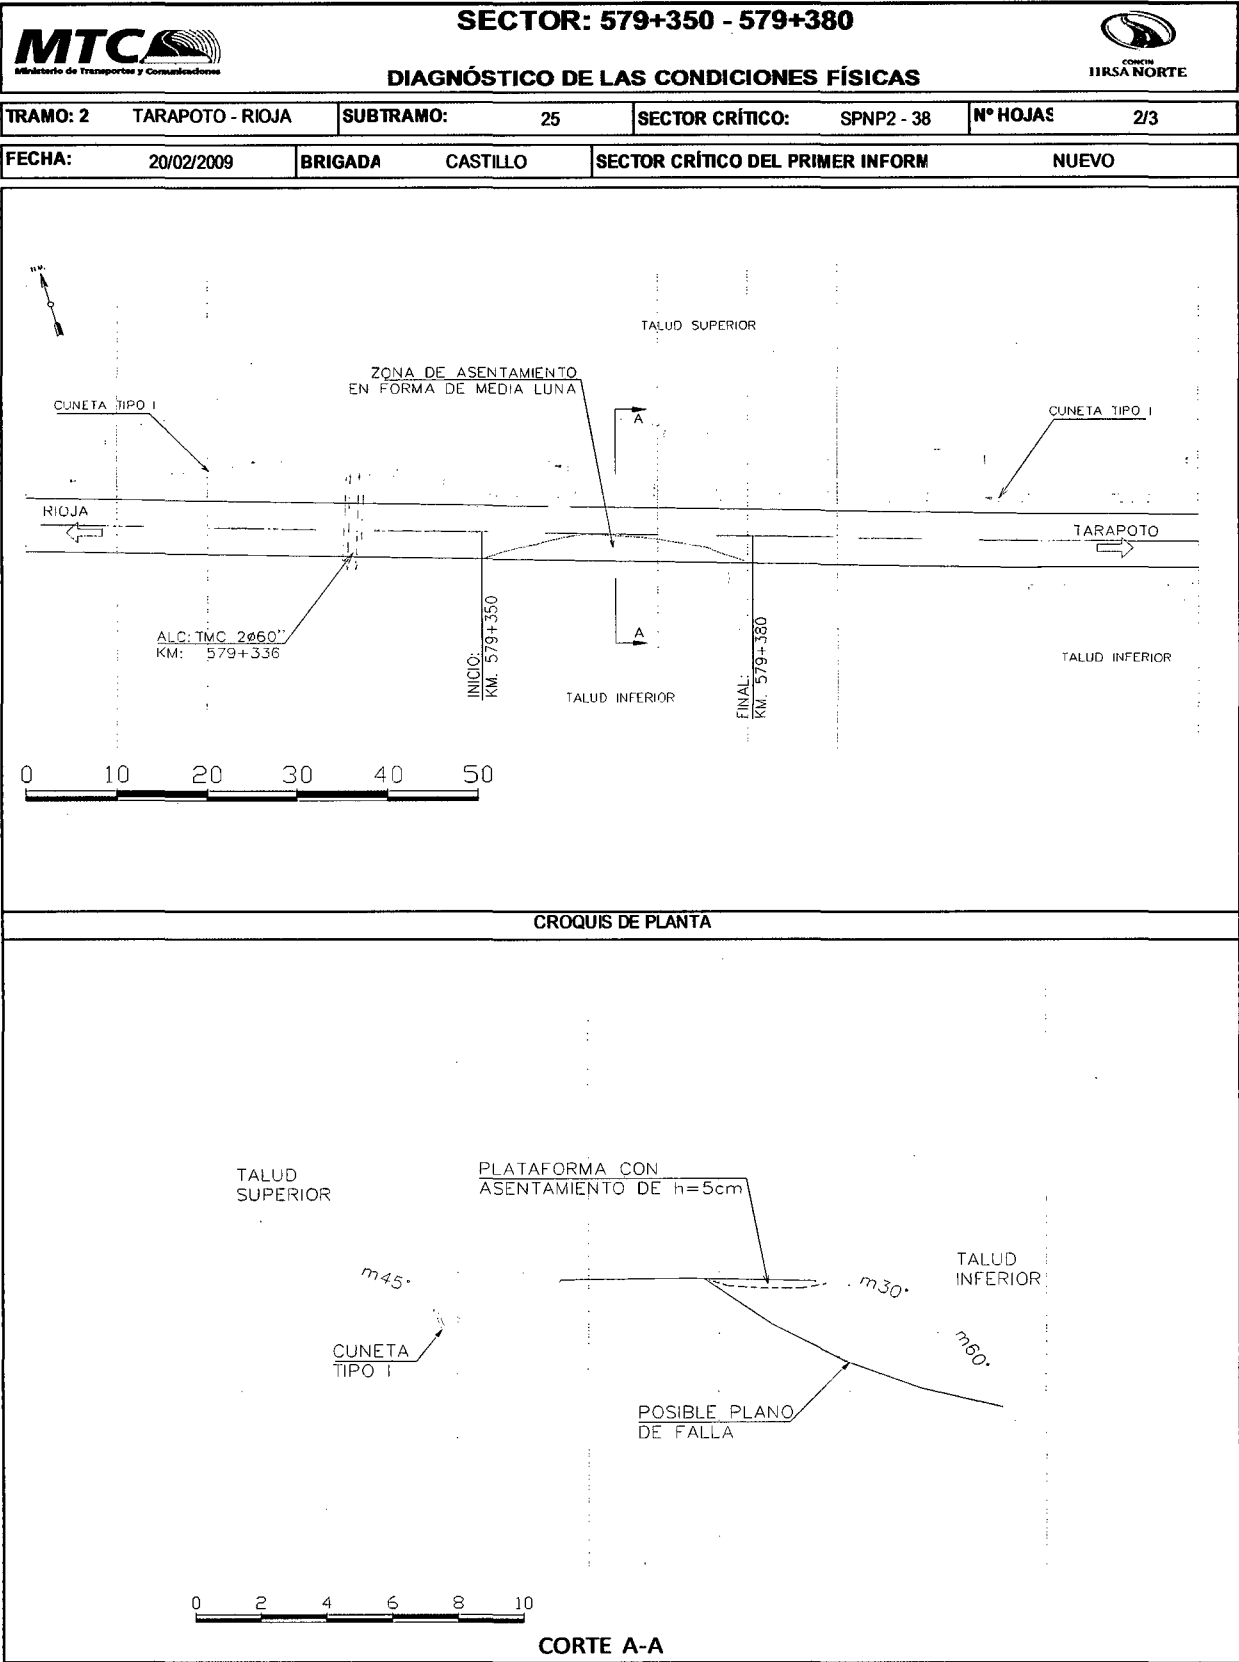 SECTOR: 579+350 - 579+380
MTC
Ministerio de Transportes y Comunicaciones
CONCIN
IIRSA NORTE
DIAGNÓSTICO DE LAS CONDICIONES FÍSICAS
TRAMO: 2 TARAPOTO - RIOJA SUBTRAMO: 25 SECTOR CRÍTICO: SPNP2 - 38 Nº HOJAS 2/3
FECHA: 20/02/2009 BRIGADA CASTILLO SECTOR CRÍTICO DEL PRIMER INFORM NUEVO
TALUD SUPERIOR
ZONA DE ASENTAMIENTO
EN FORMA DE MEDIA LUNA
CUNETA TIPO I
A
CUNETA TIPO I
RIOJA
TARAPOTO
ALC: TMC 2ø60"
KM: 579+336
INICIO:
KM. 579+350
A
FINAL:
KM. 579+380
TALUD INFERIOR
TALUD INFERIOR
0 10 20 30 40 50
CROQUIS DE PLANTA
TALUD
SUPERIOR
PLATAFORMA CON
ASENTAMIENTO DE h=5cm
TALUD
INFERIOR
m45°
m30°
m60°
CUNETA
TIPO I
POSIBLE PLANO
DE FALLA
0 2 4 6 8 10
CORTE A-A